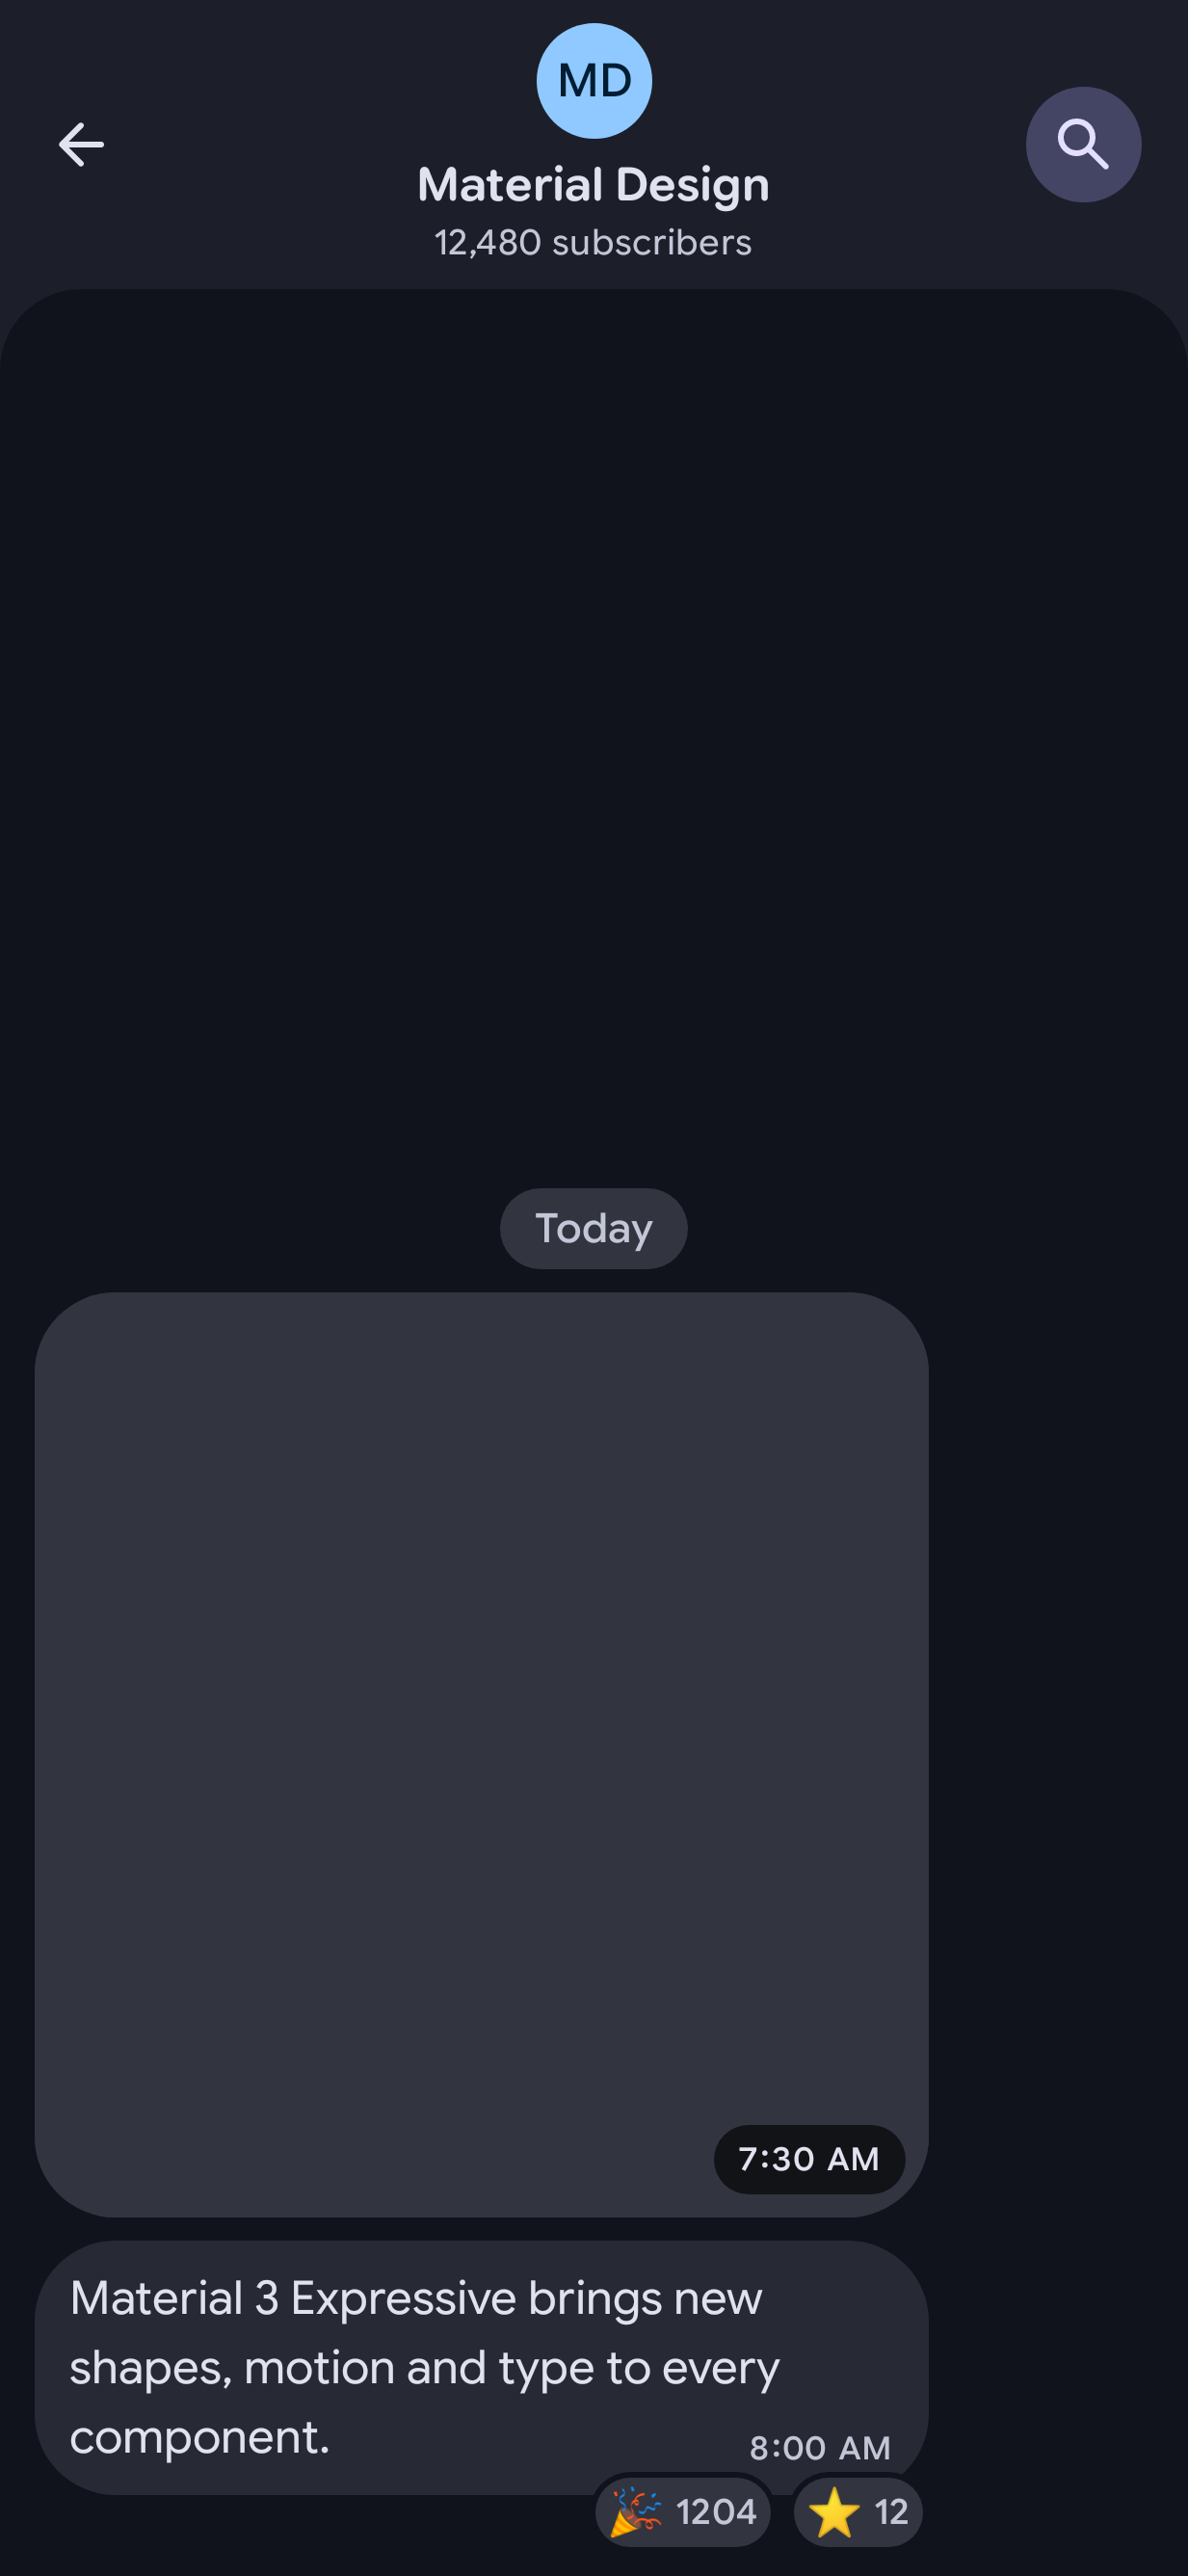 MD
Material Design
12,480 subscribers
Today
7:30 AM
Material 3 Expressive brings new
shapes, motion and type to every
component.
8:00 AM
🎉 1204 ⭐ 12